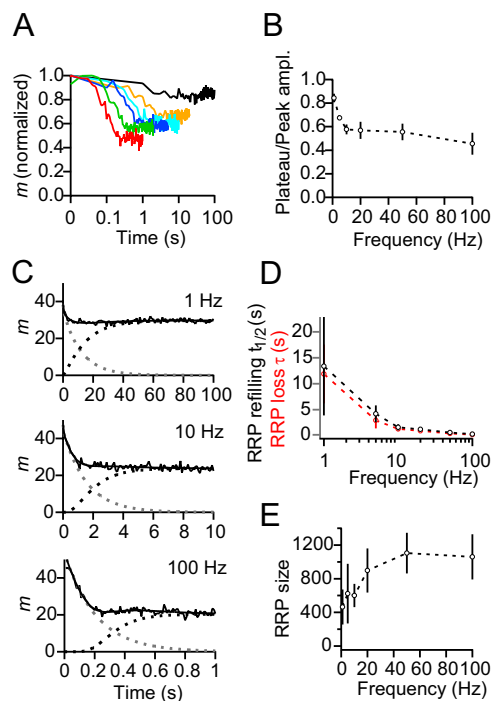 A
m (normalized)
1.0
0.8
0.6
0.4
0.2
0
0 0.1 1 10 100
Time (s)
B
Plateau/Peak ampl.
1.0
0.8
0.6
0.4
0.2
0.0
0 20 40 60 80 100
Frequency (Hz)
C
1 Hz
m
40
20
0
0 20 40 60 80 100
10 Hz
m
40
20
0
0 2 4 6 8 10
100 Hz
m
40
20
0
0 0.2 0.4 0.6 0.8 1
Time (s)
D
RRP refilling t1/2 (s)
RRP loss τ (s)
25
20
15
10
5
0
1 10 100
Frequency (Hz)
E
RRP size
1200
800
400
0
0 20 40 60 80 100
Frequency (Hz)